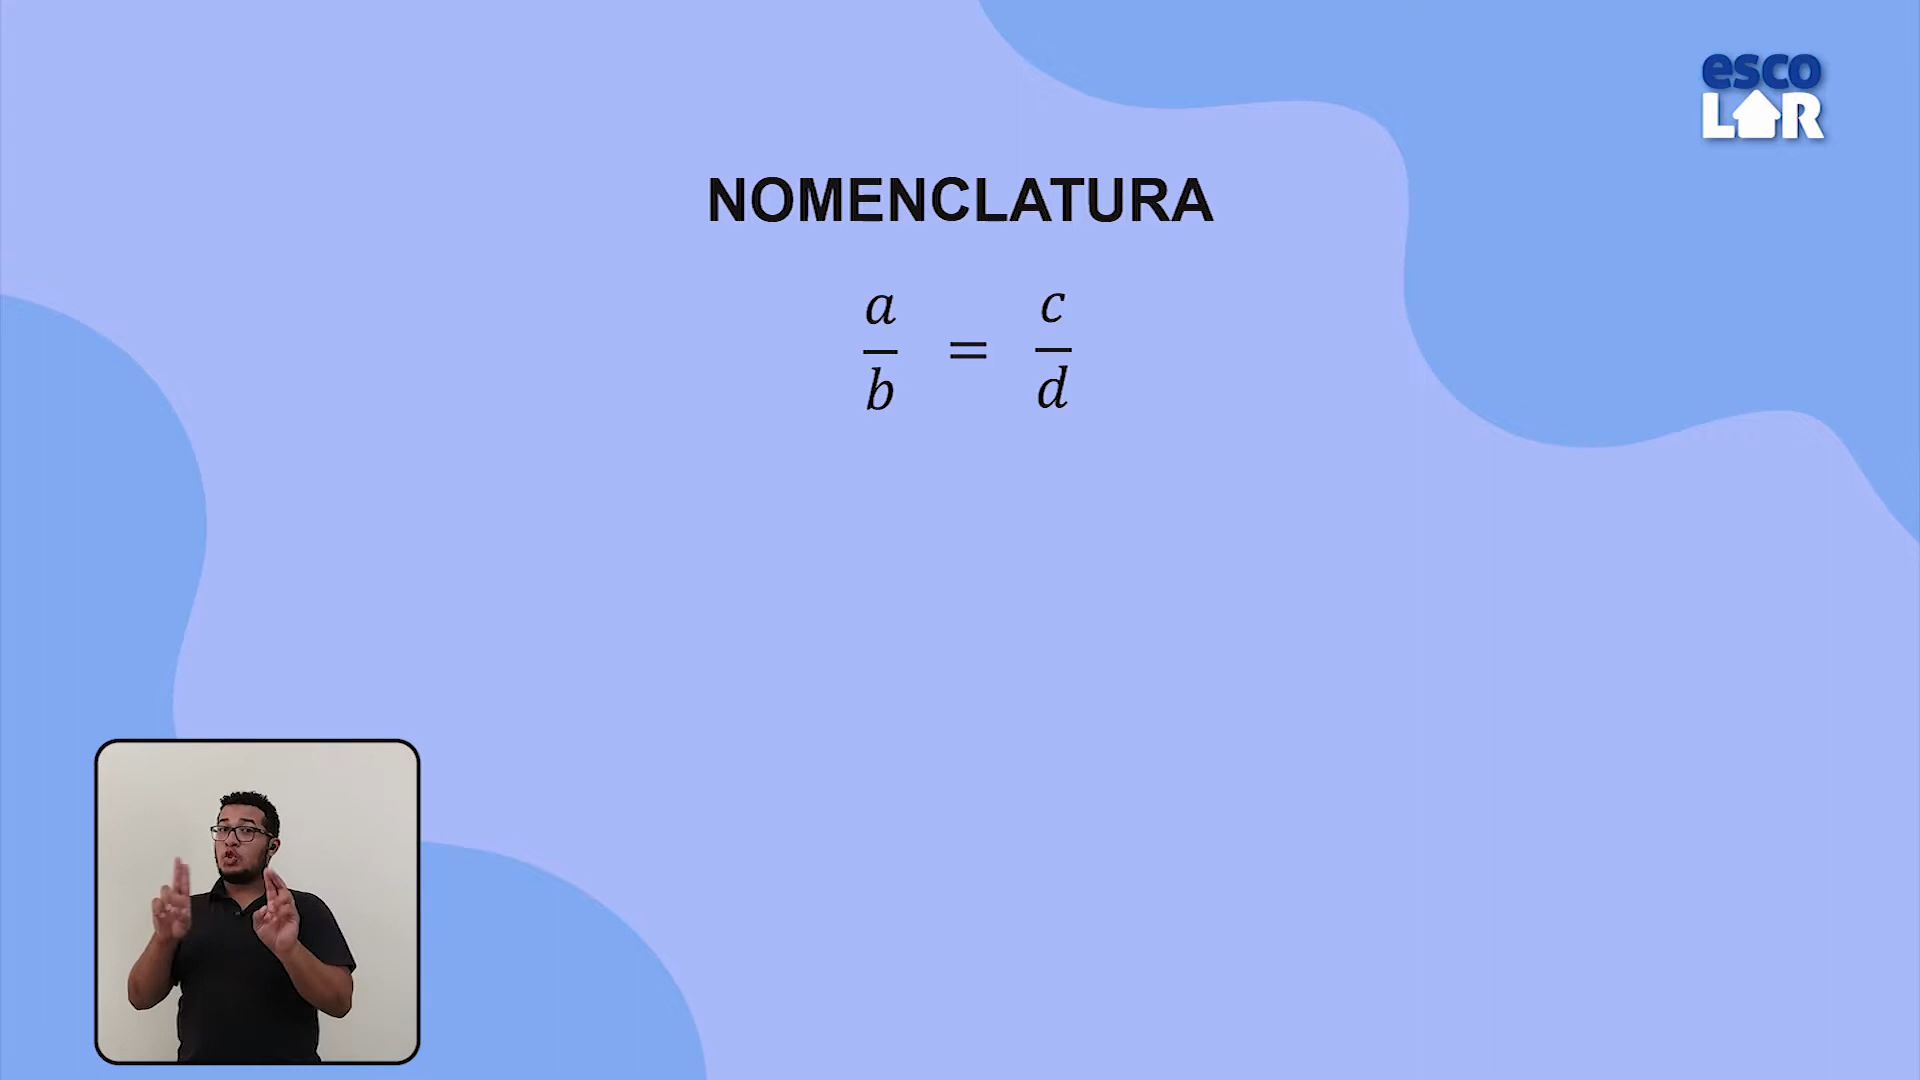 esco
LAR
NOMENCLATURA
a/b = c/d